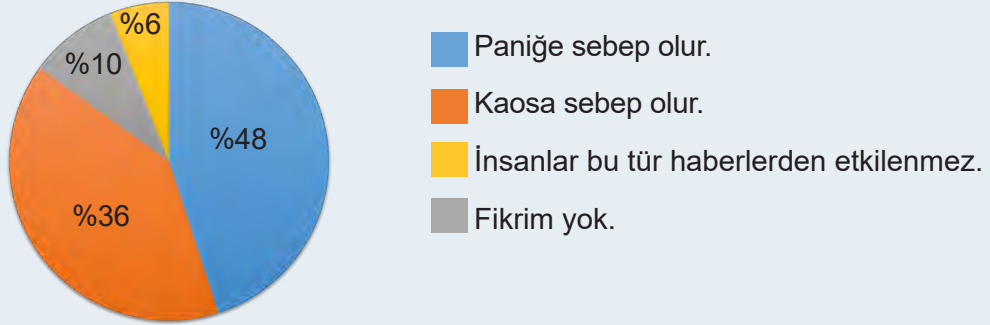 %6
%10
%48
%36
Paniğe sebep olur.
Kaosa sebep olur.
İnsanlar bu tür haberlerden etkilenmez.
Fikrim yok.